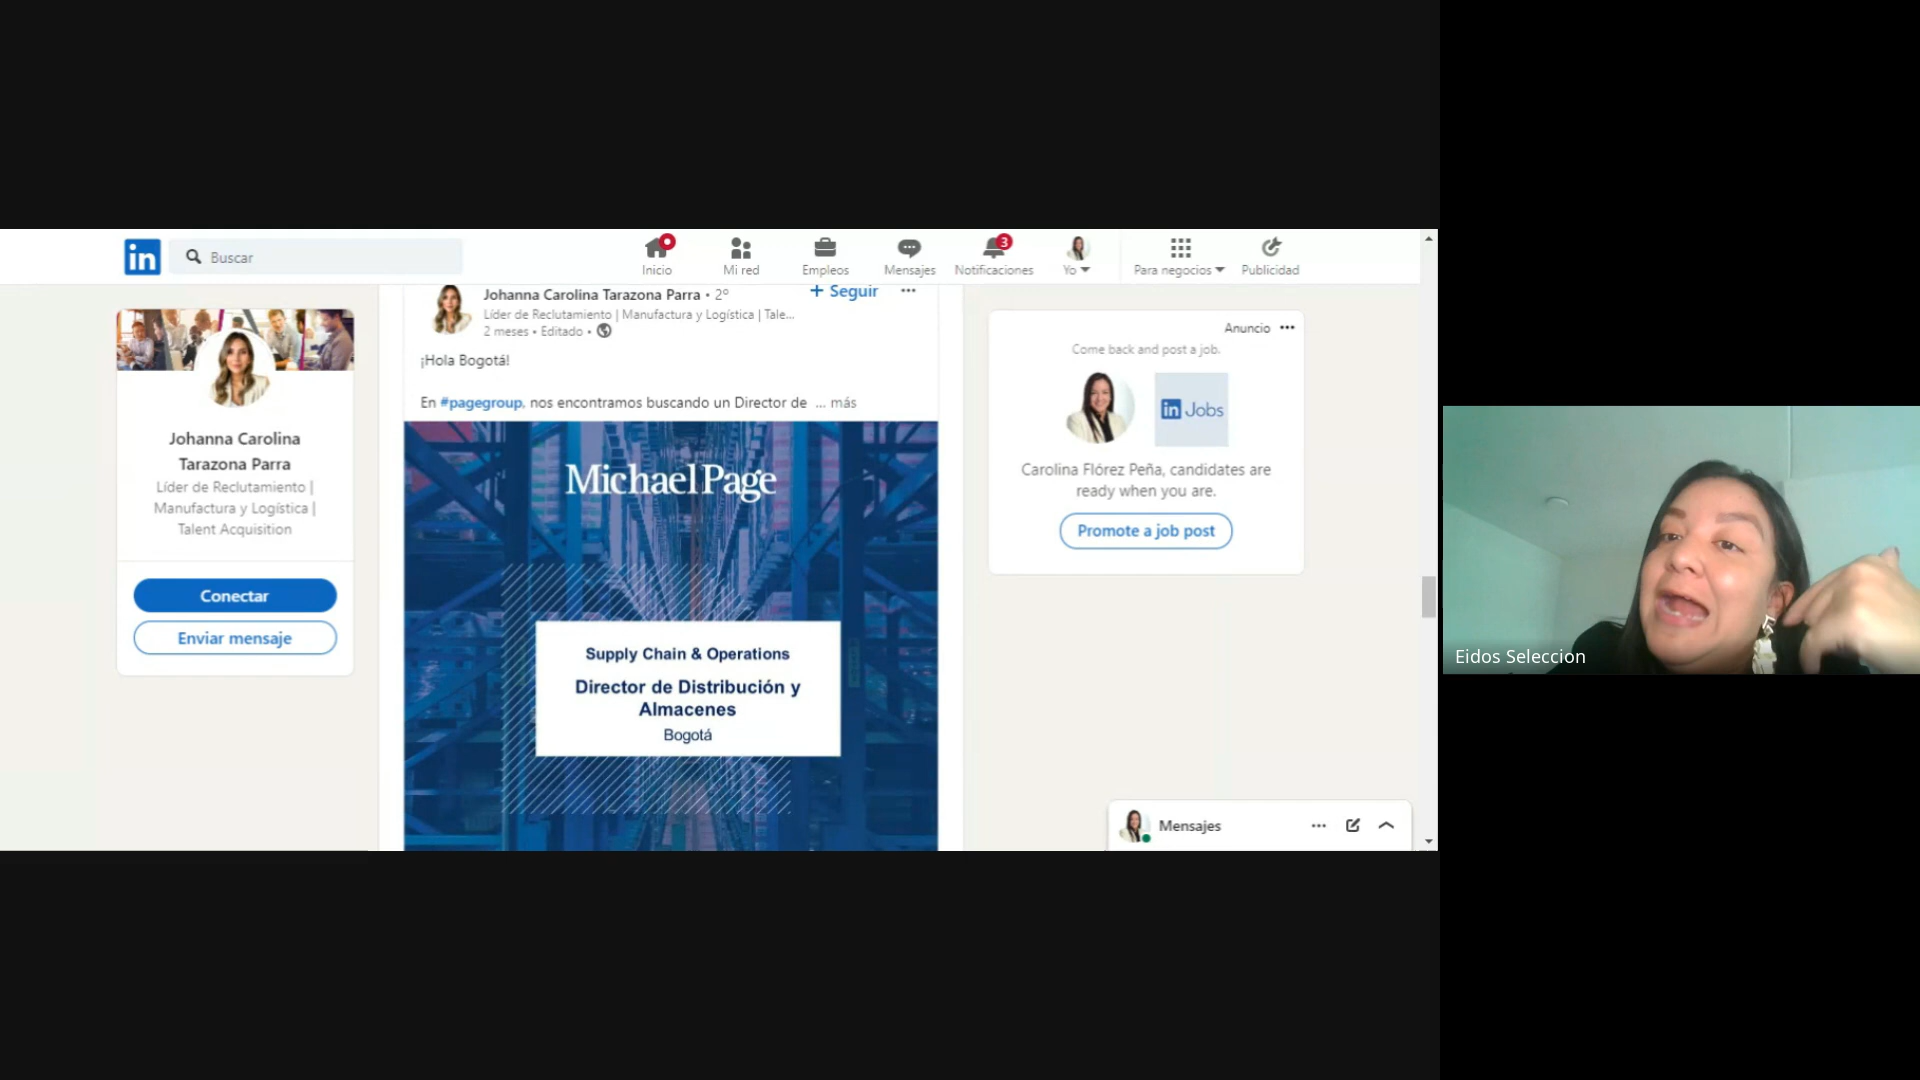 in
Buscar
Inicio
Mi red
Empleos
Mensajes
3
Notificaciones
Yo
Para negocios
Publicidad
Johanna Carolina
Tarazona Parra
Líder de Reclutamiento |
Manufactura y Logística |
Talent Acquisition
Conectar
Enviar mensaje
Johanna Carolina Tarazona Parra • 2º
+ Seguir
Líder de Reclutamiento | Manufactura y Logística | Tale...
2 meses • Editado •
¡Hola Bogotá!
En #pagegroup, nos encontramos buscando un Director de ... más
Michael Page
Supply Chain & Operations
Director de Distribución y
Almacenes
Bogotá
Anuncio
Come back and post a job.
in Jobs
Carolina Flórez Peña, candidates are
ready when you are.
Promote a job post
Mensajes
Eidos Seleccion